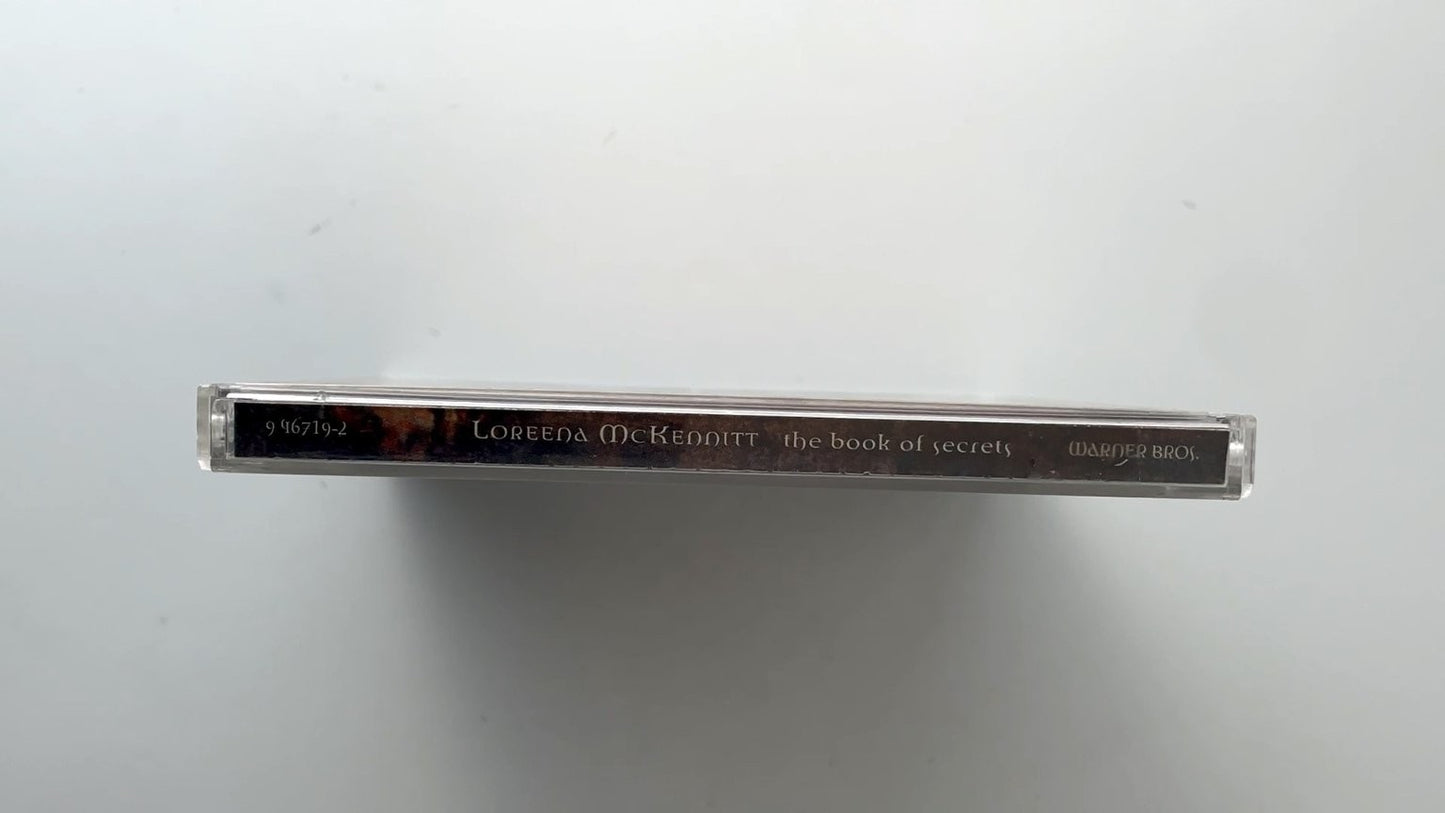 9 46719-2 Loreena McKennitt the book of secrets Warner Bros.